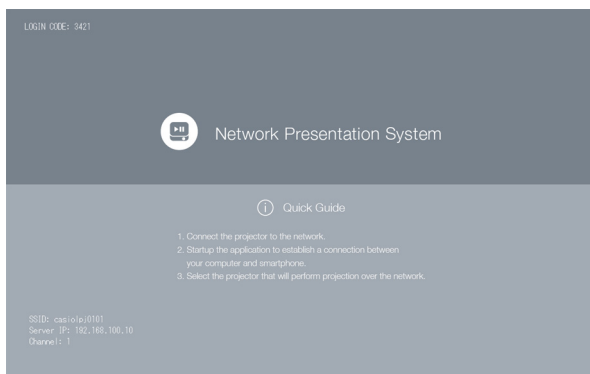 LOGIN CODE: 3421
Network Presentation System
Quick Guide
1. Connect the projector to the network.
2. Startup the application to establish a connection between
your computer and smartphone.
3. Select the projector that will perform projection over the network.
SSID: casiolpj0101
Server IP: 192.168.100.10
Channel: 1